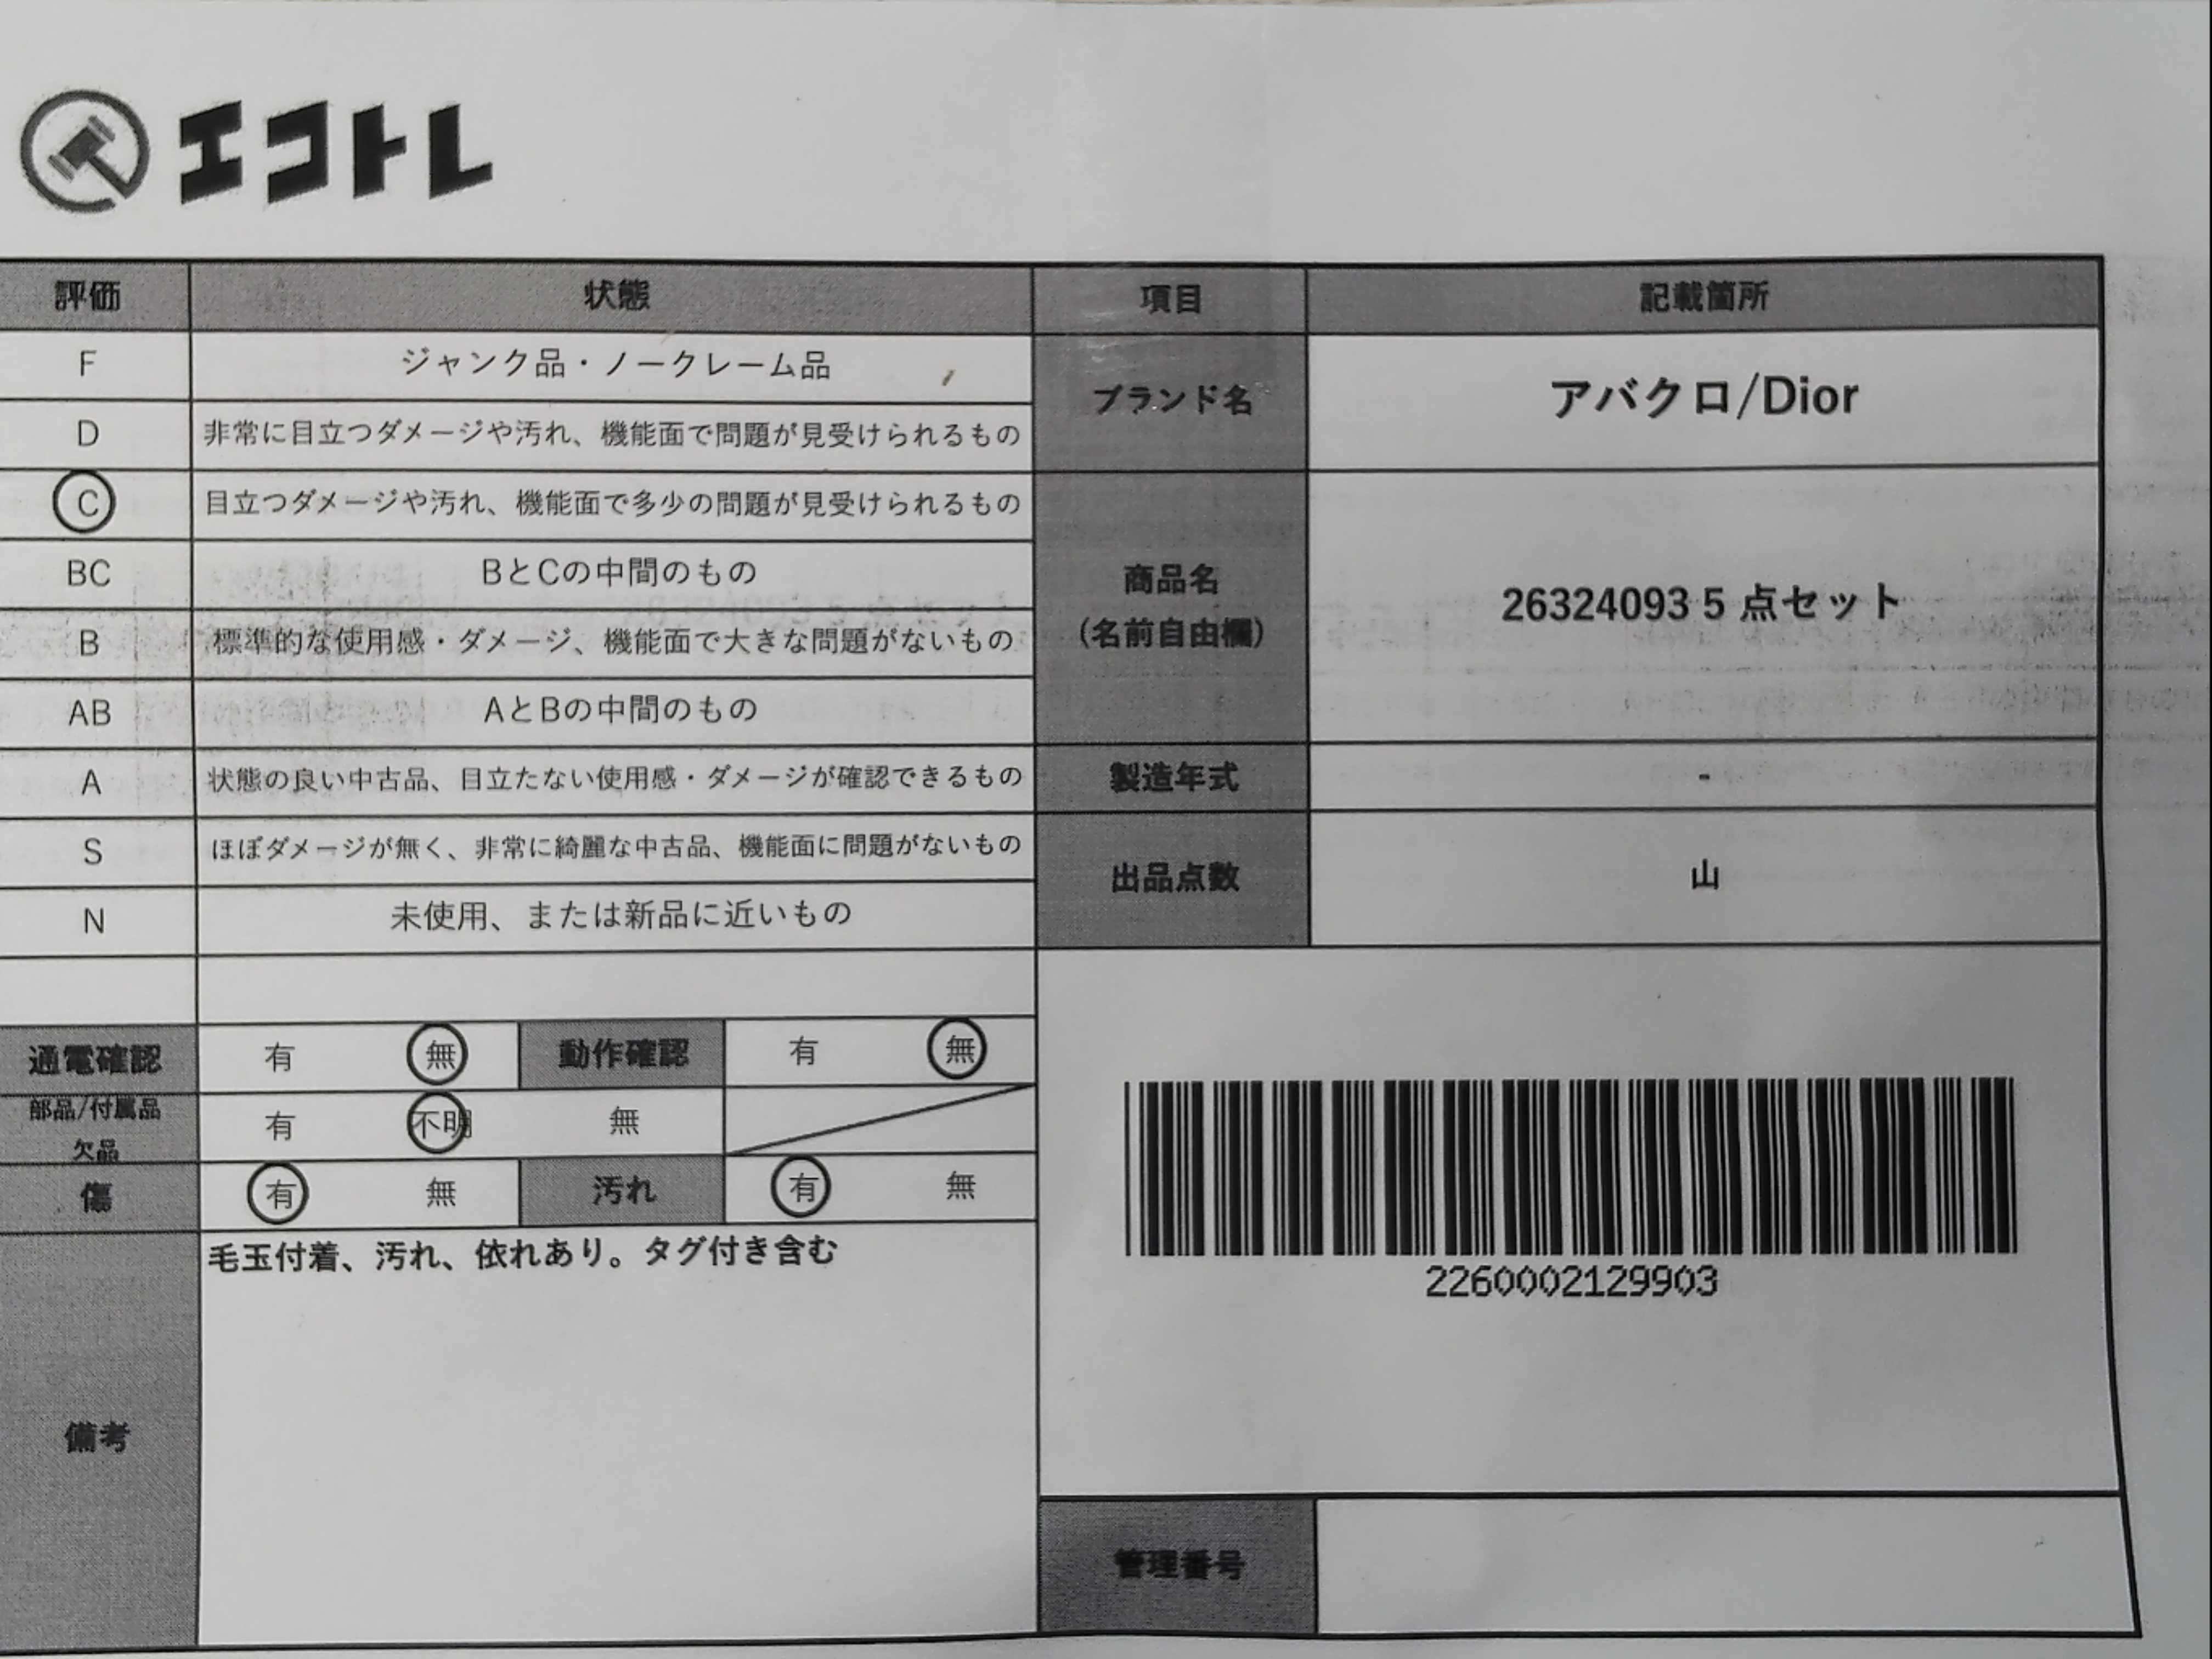 エコトレ
評価 状態 項目 記載箇所
F ジャンク品・ノークレーム品
D 非常に目立つダメージや汚れ、機能面で問題が見受けられるもの
ブランド名 アバクロ/Dior
C 目立つダメージや汚れ、機能面で多少の問題が見受けられるもの
BC BとCの中間のもの
B 標準的な使用感・ダメージ、機能面で大きな問題がないもの
商品名
(名前自由欄)
26324093 5 点セット
AB AとBの中間のもの
A 状態の良い中古品、目立たない使用感・ダメージが確認できるもの
製造年式 -
S ほぼダメージが無く、非常に綺麗な中古品、機能面に問題がないもの
N 未使用、または新品に近いもの
出品点数 山
通電確認 有 無 動作確認 有 無
部品/付属品
欠品
有 不明 無
傷 有 無 汚れ 有 無
備考
毛玉付着、汚れ、依れあり。タグ付き含む
2260002129903
管理番号